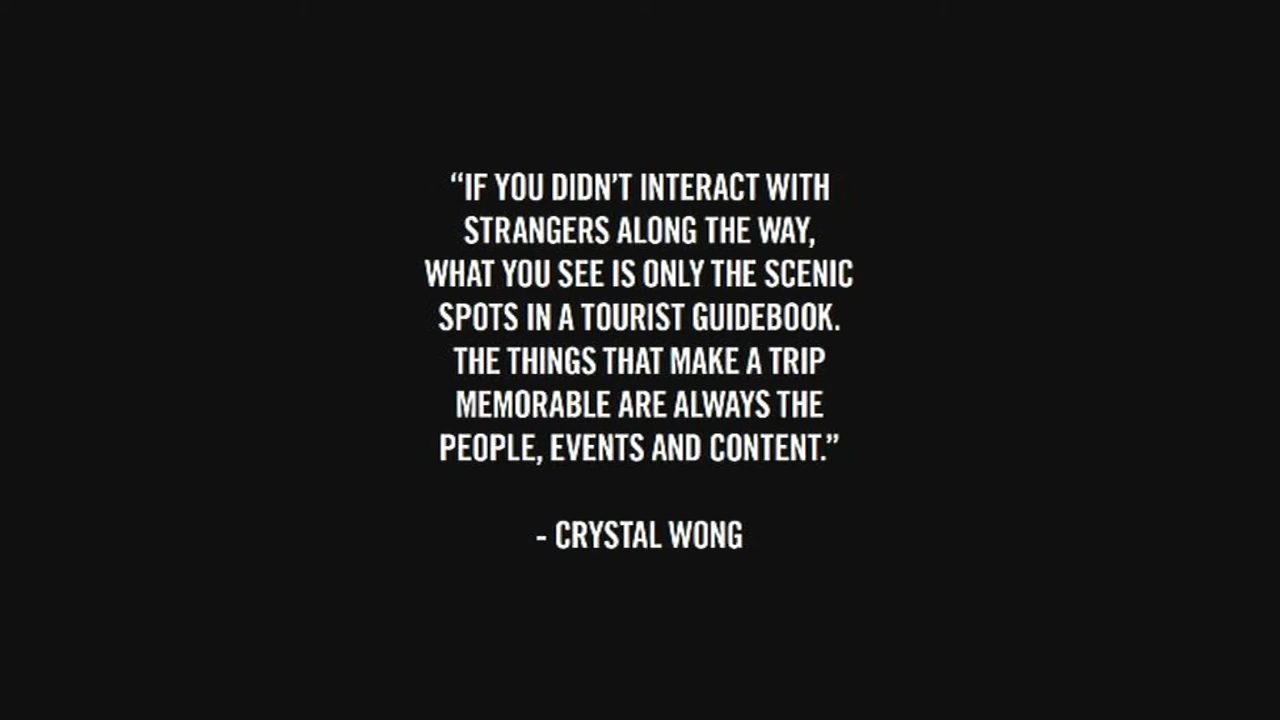 “IF YOU DIDN’T INTERACT WITH
STRANGERS ALONG THE WAY,
WHAT YOU SEE IS ONLY THE SCENIC
SPOTS IN A TOURIST GUIDEBOOK.
THE THINGS THAT MAKE A TRIP
MEMORABLE ARE ALWAYS THE
PEOPLE, EVENTS AND CONTENT.”
- CRYSTAL WONG